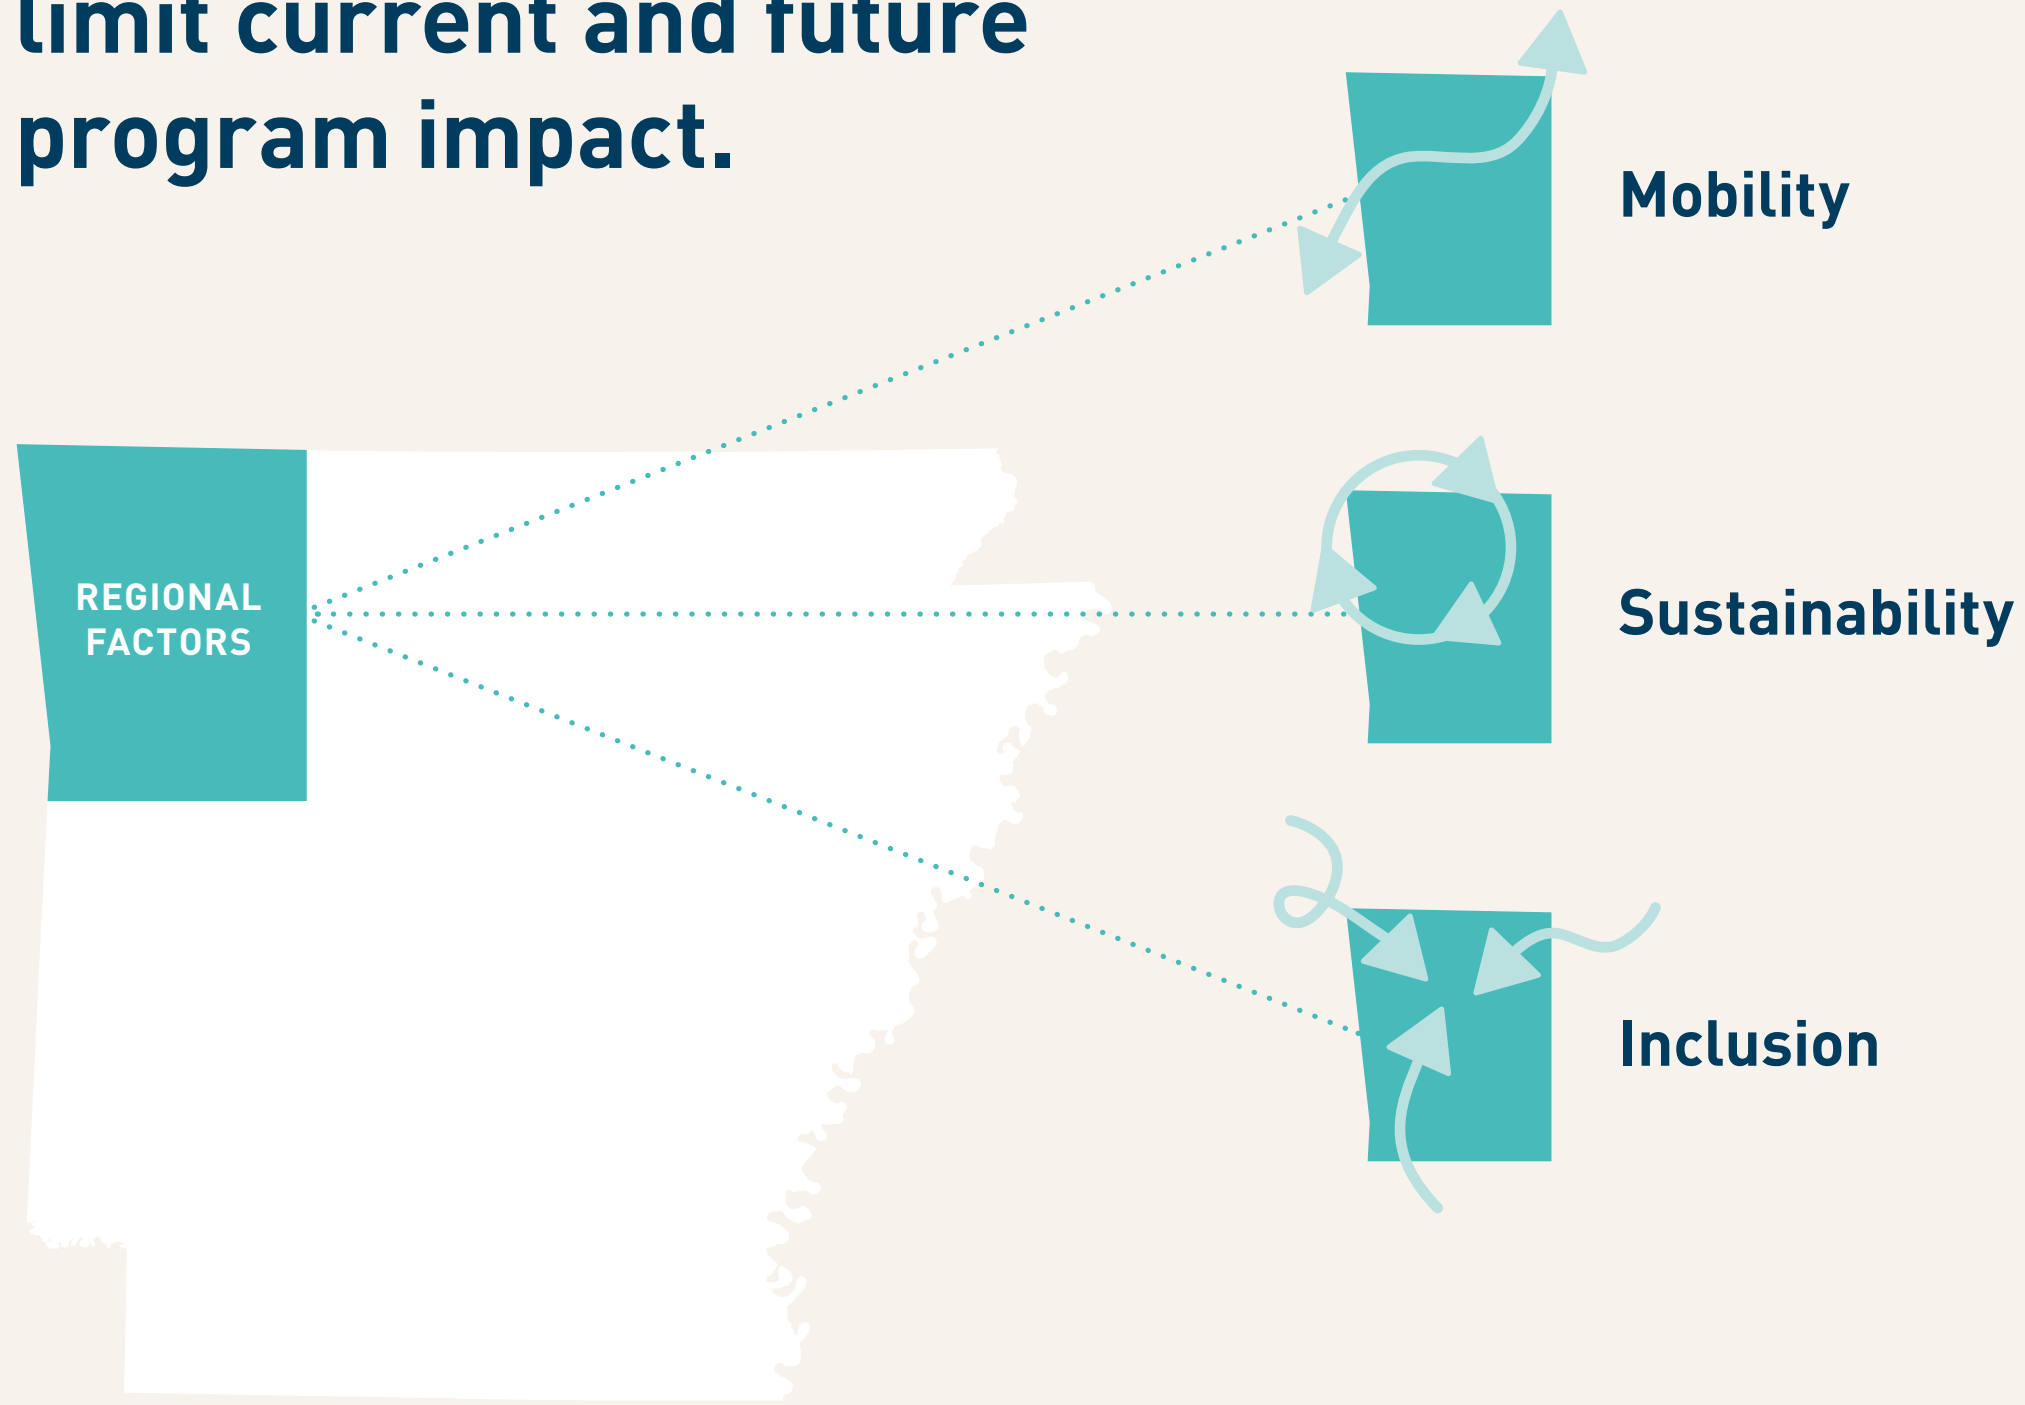 limit current and future
program impact.
Mobility
REGIONAL
FACTORS
Sustainability
Inclusion